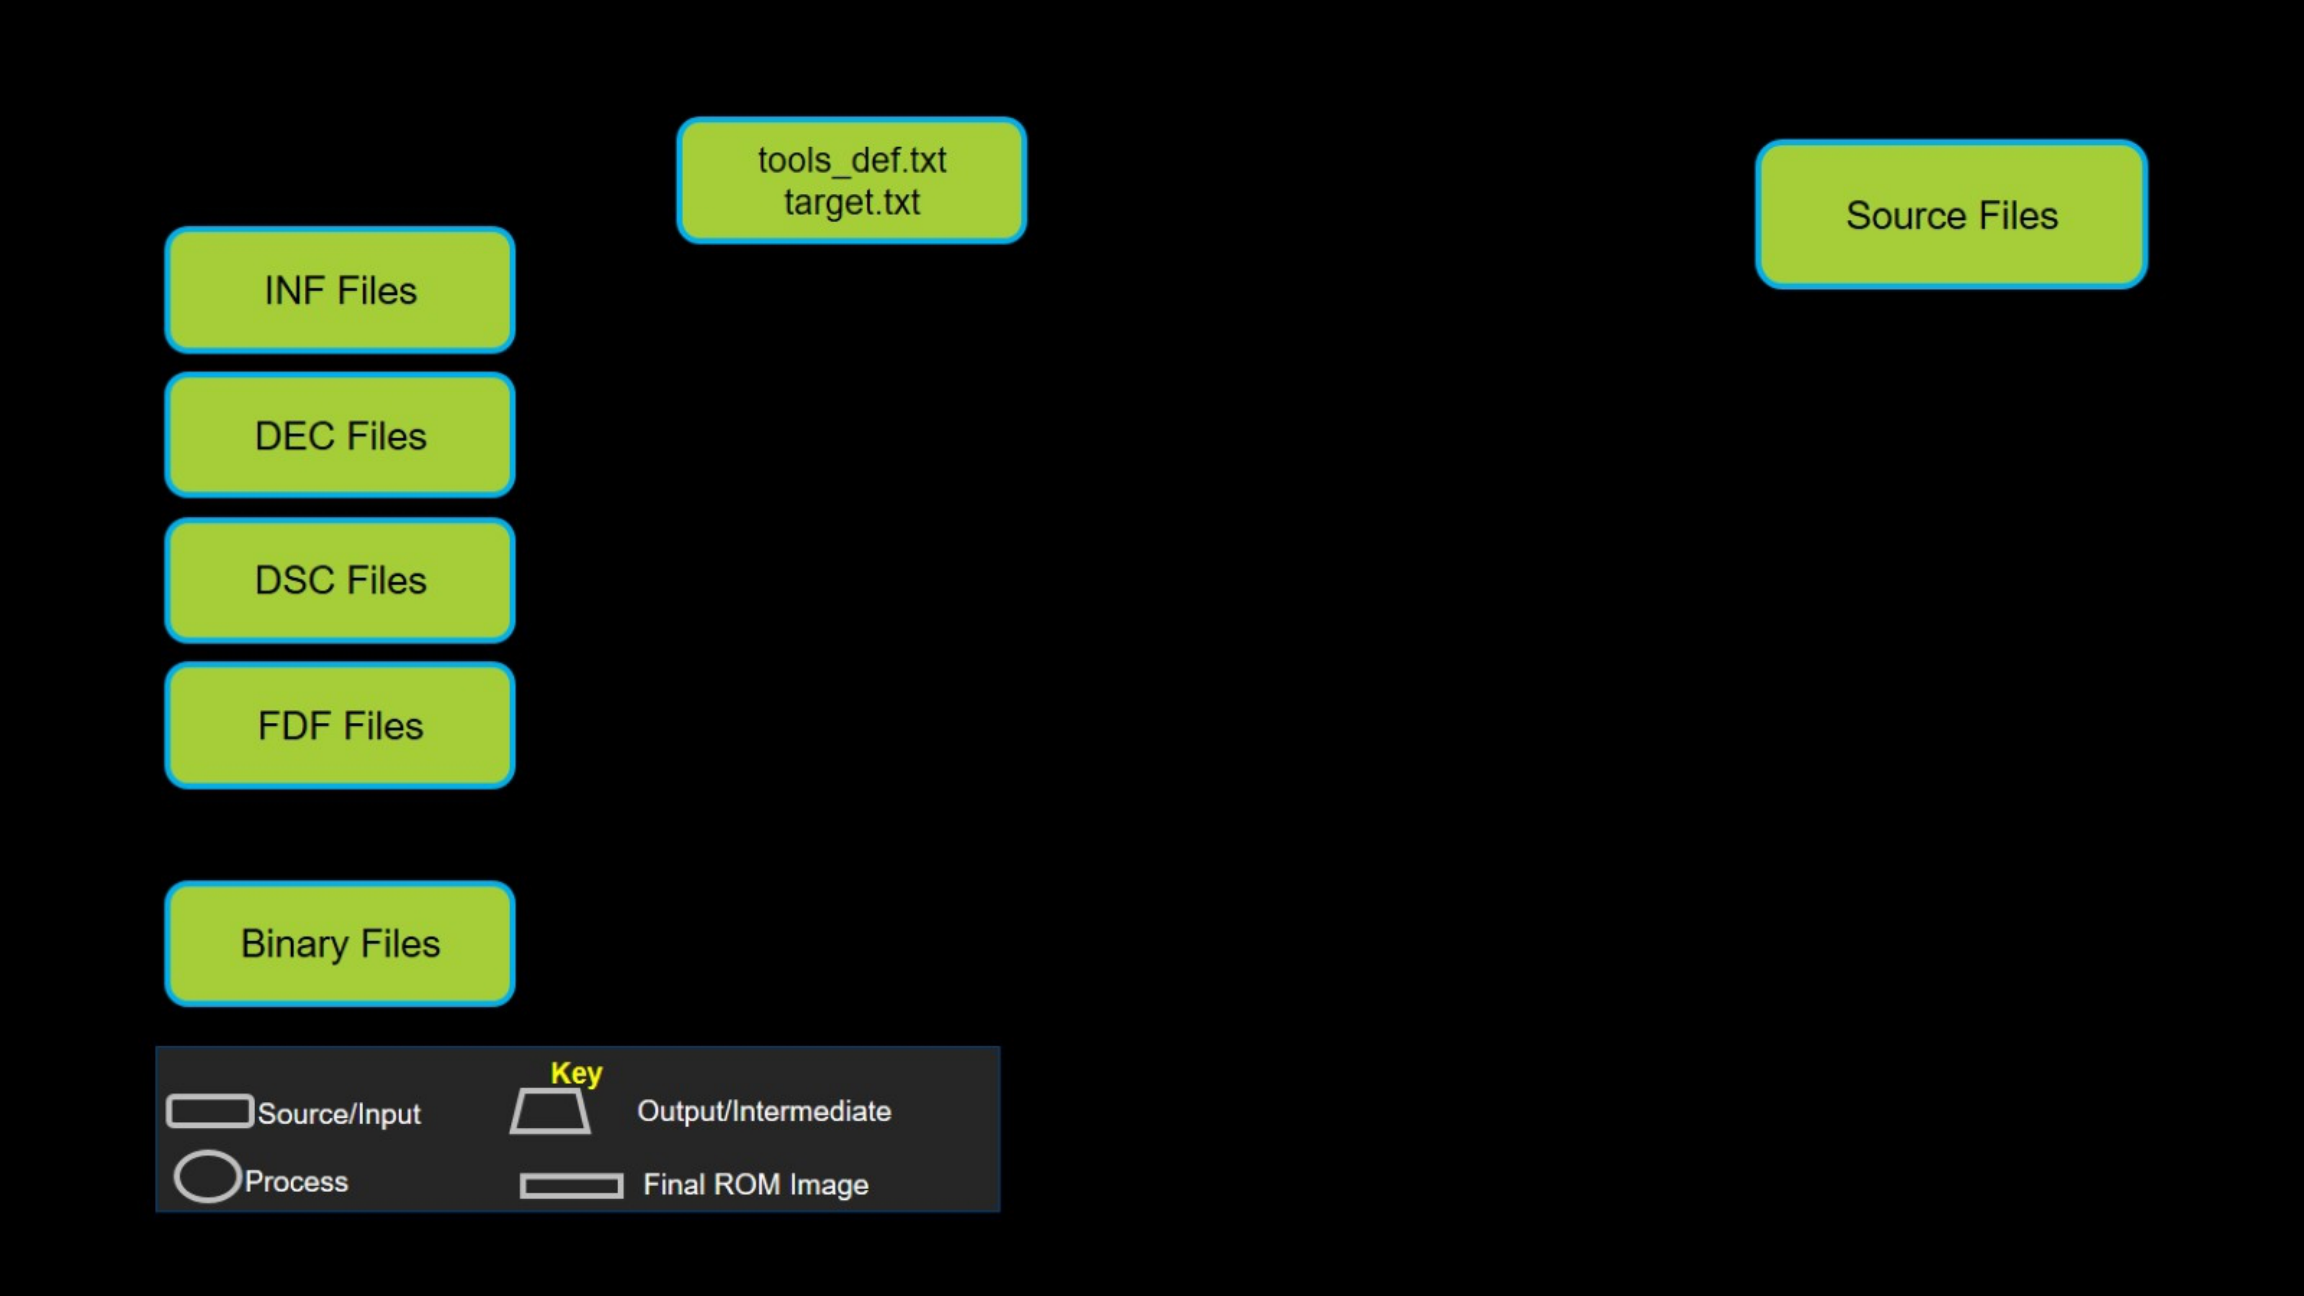 tools_def.txt
target.txt
Source Files
INF Files
DEC Files
DSC Files
FDF Files
Binary Files
Key
Source/Input
Output/Intermediate
Process
Final ROM Image